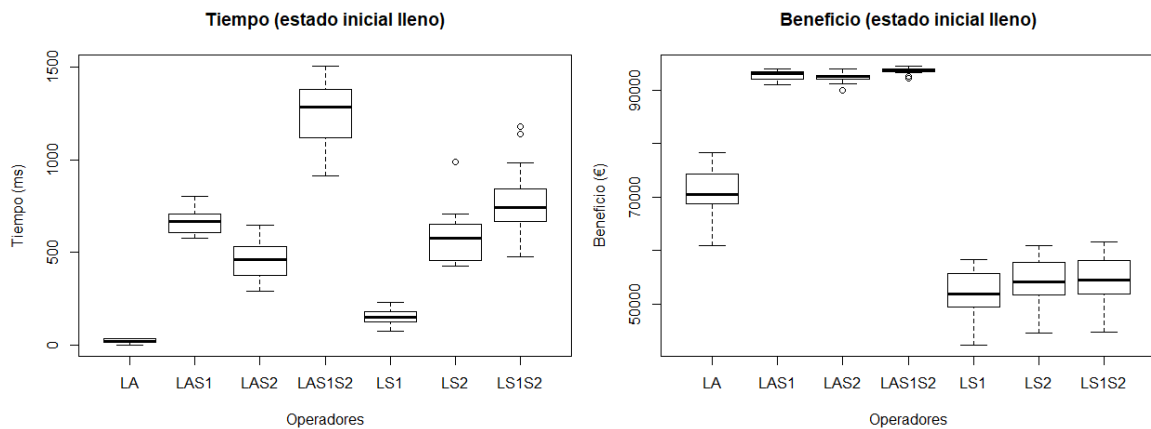 Tiempo (estado inicial lleno)
Tiempo (ms)
1500
1000
500
0
LA LAS1 LAS2 LAS1S2 LS1 LS2 LS1S2
Operadores
Beneficio (estado inicial lleno)
Beneficio (€)
90000
70000
50000
LA LAS1 LAS2 LAS1S2 LS1 LS2 LS1S2
Operadores